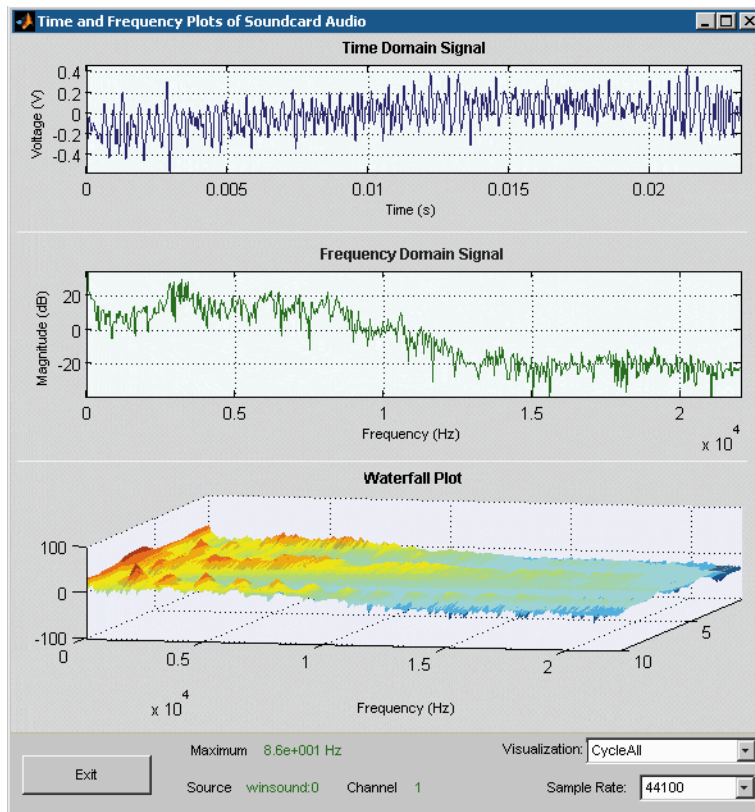 Time and Frequency Plots of Soundcard Audio
Time Domain Signal
Voltage (V)
0.4
0.2
0
-0.2
-0.4
0 0.005 0.01 0.015 0.02
Time (s)
Frequency Domain Signal
Magnitude (dB)
20
0
-20
0 0.5 1 1.5 2
Frequency (Hz)
x 10^4
Waterfall Plot
100
0
-100
0 0.5 1 1.5 2
10 5
x 10^4
Frequency (Hz)
Exit
Maximum 8.6e+001 Hz
Visualization: CycleAll
Source winsound:0 Channel 1
Sample Rate: 44100